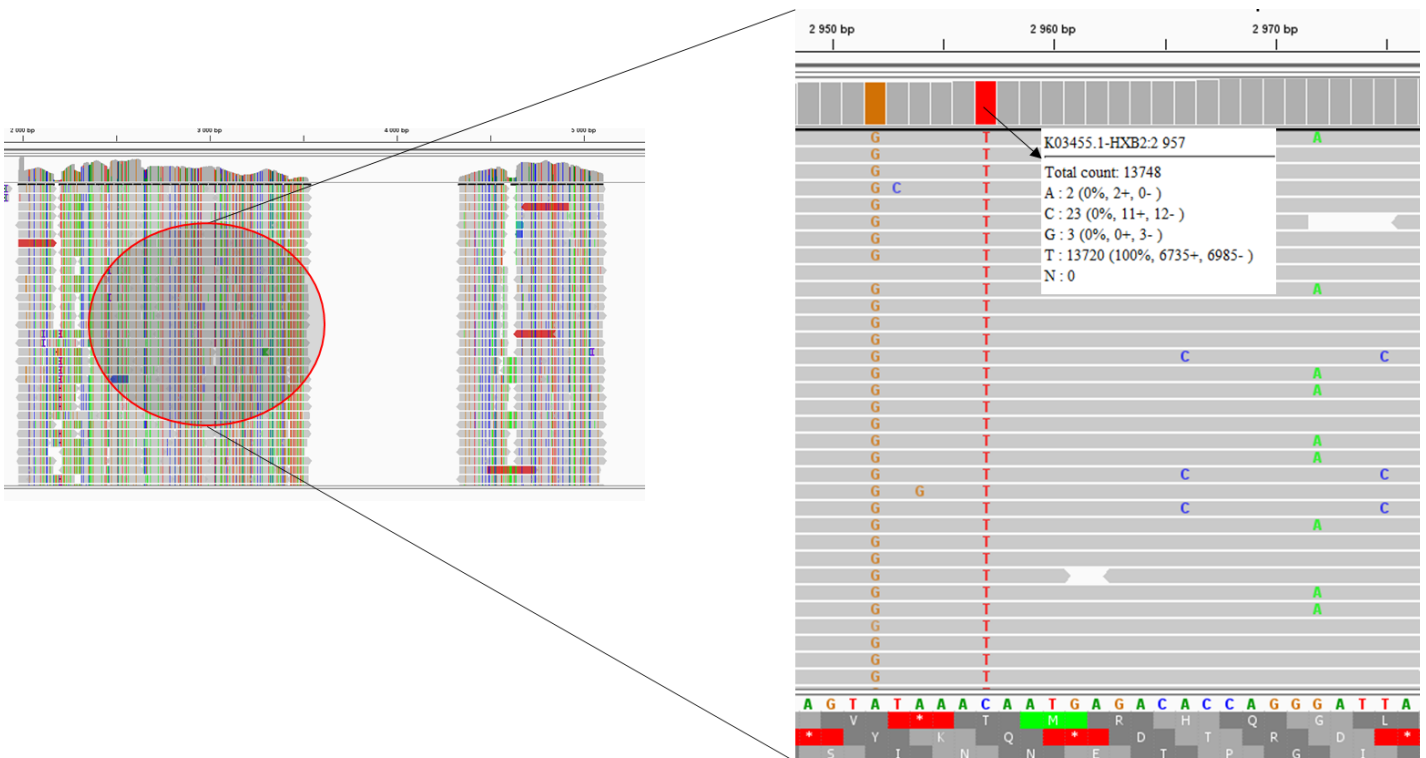 2 950 bp 2 960 bp 2 970 bp
2 000 bp 3 000 bp 4 000 bp 5 000 bp
K03455.1-HXB2:2 957
Total count: 13748
A : 2 (0%, 2+, 0- )
C : 23 (0%, 11+, 12- )
G : 3 (0%, 0+, 3- )
T : 13720 (100%, 6735+, 6985- )
N : 0
G T A
G T
G T
G C T
G T
G T
G T
G T
T
G T A
G T
G T
G T
G T C C
G T A
G T A
G T
G T
G T A
G T A
G T C C
G G T
G T C C
G T A
G T
G T
G T
G T A
G T A
G T
G T
G T
G T
A G T A T A A A C A A T G A G A C A C C A G G G A T T A
V * T M R H Q G L
* Y K Q * D T R D *
S I N N E T P G I